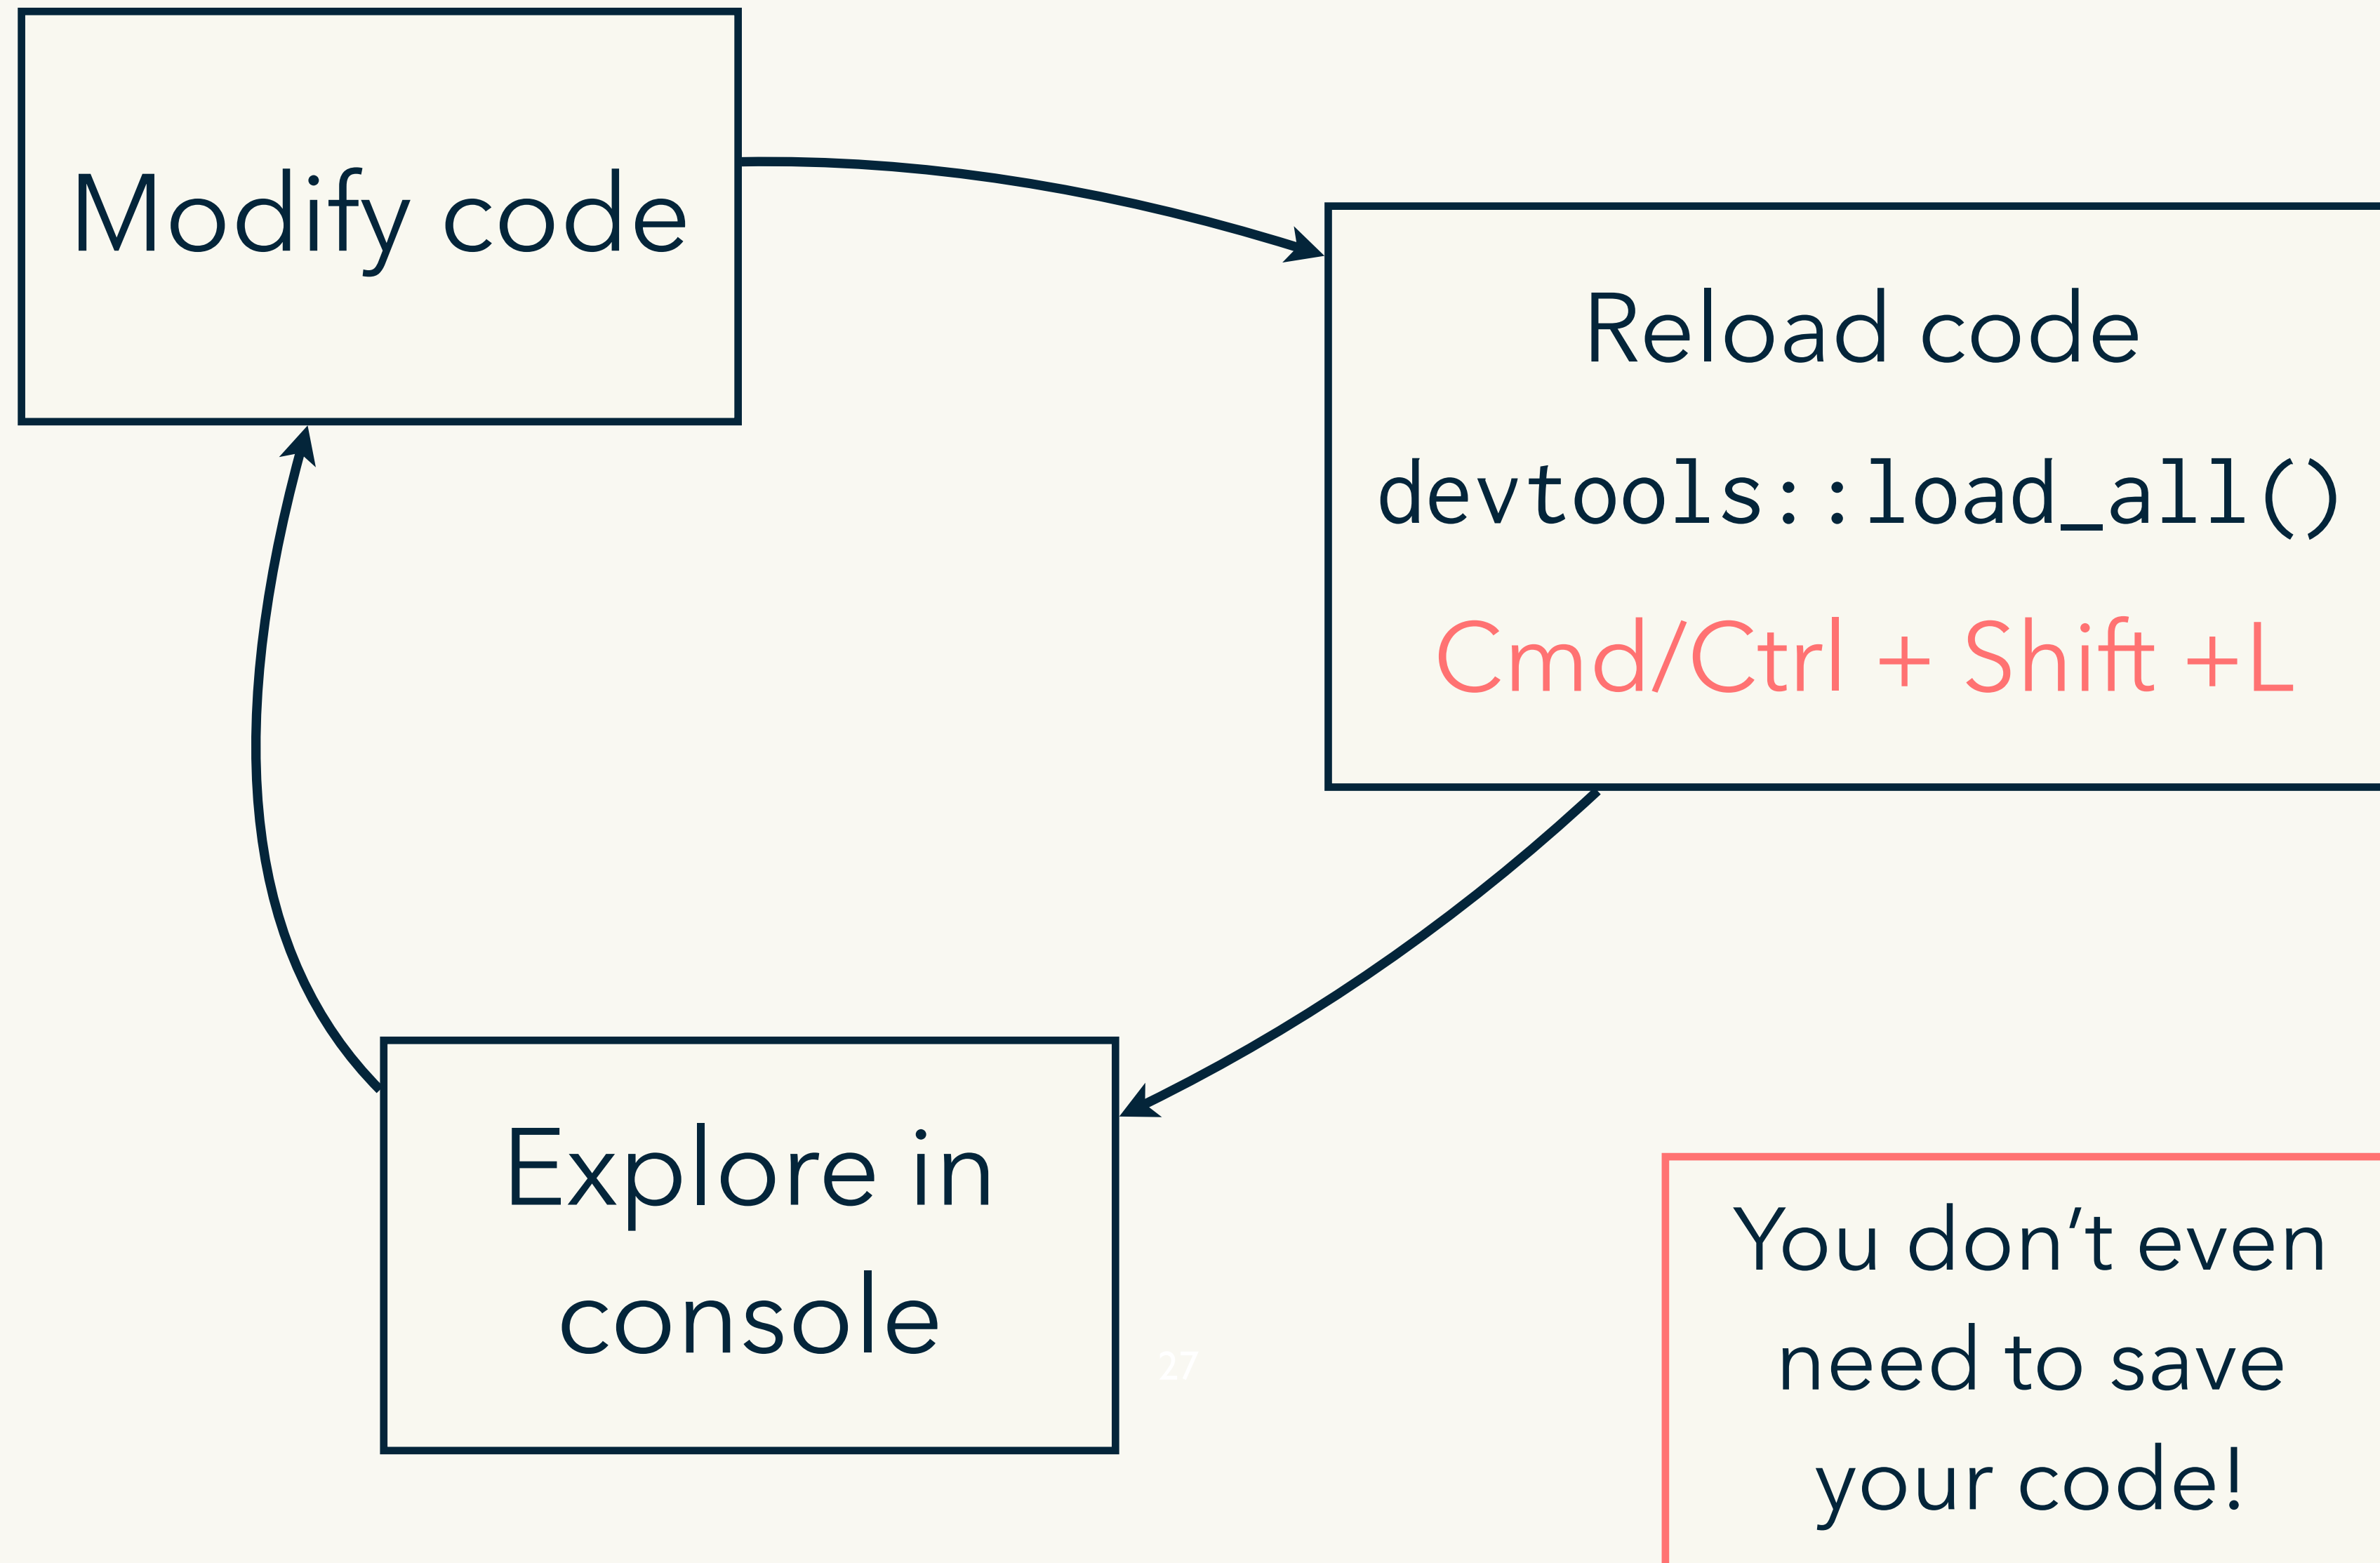 Modify code
Reload code
devtools::load_all()
Cmd/Ctrl + Shift +L
Explore in
console
27
You don’t even
need to save
your code!